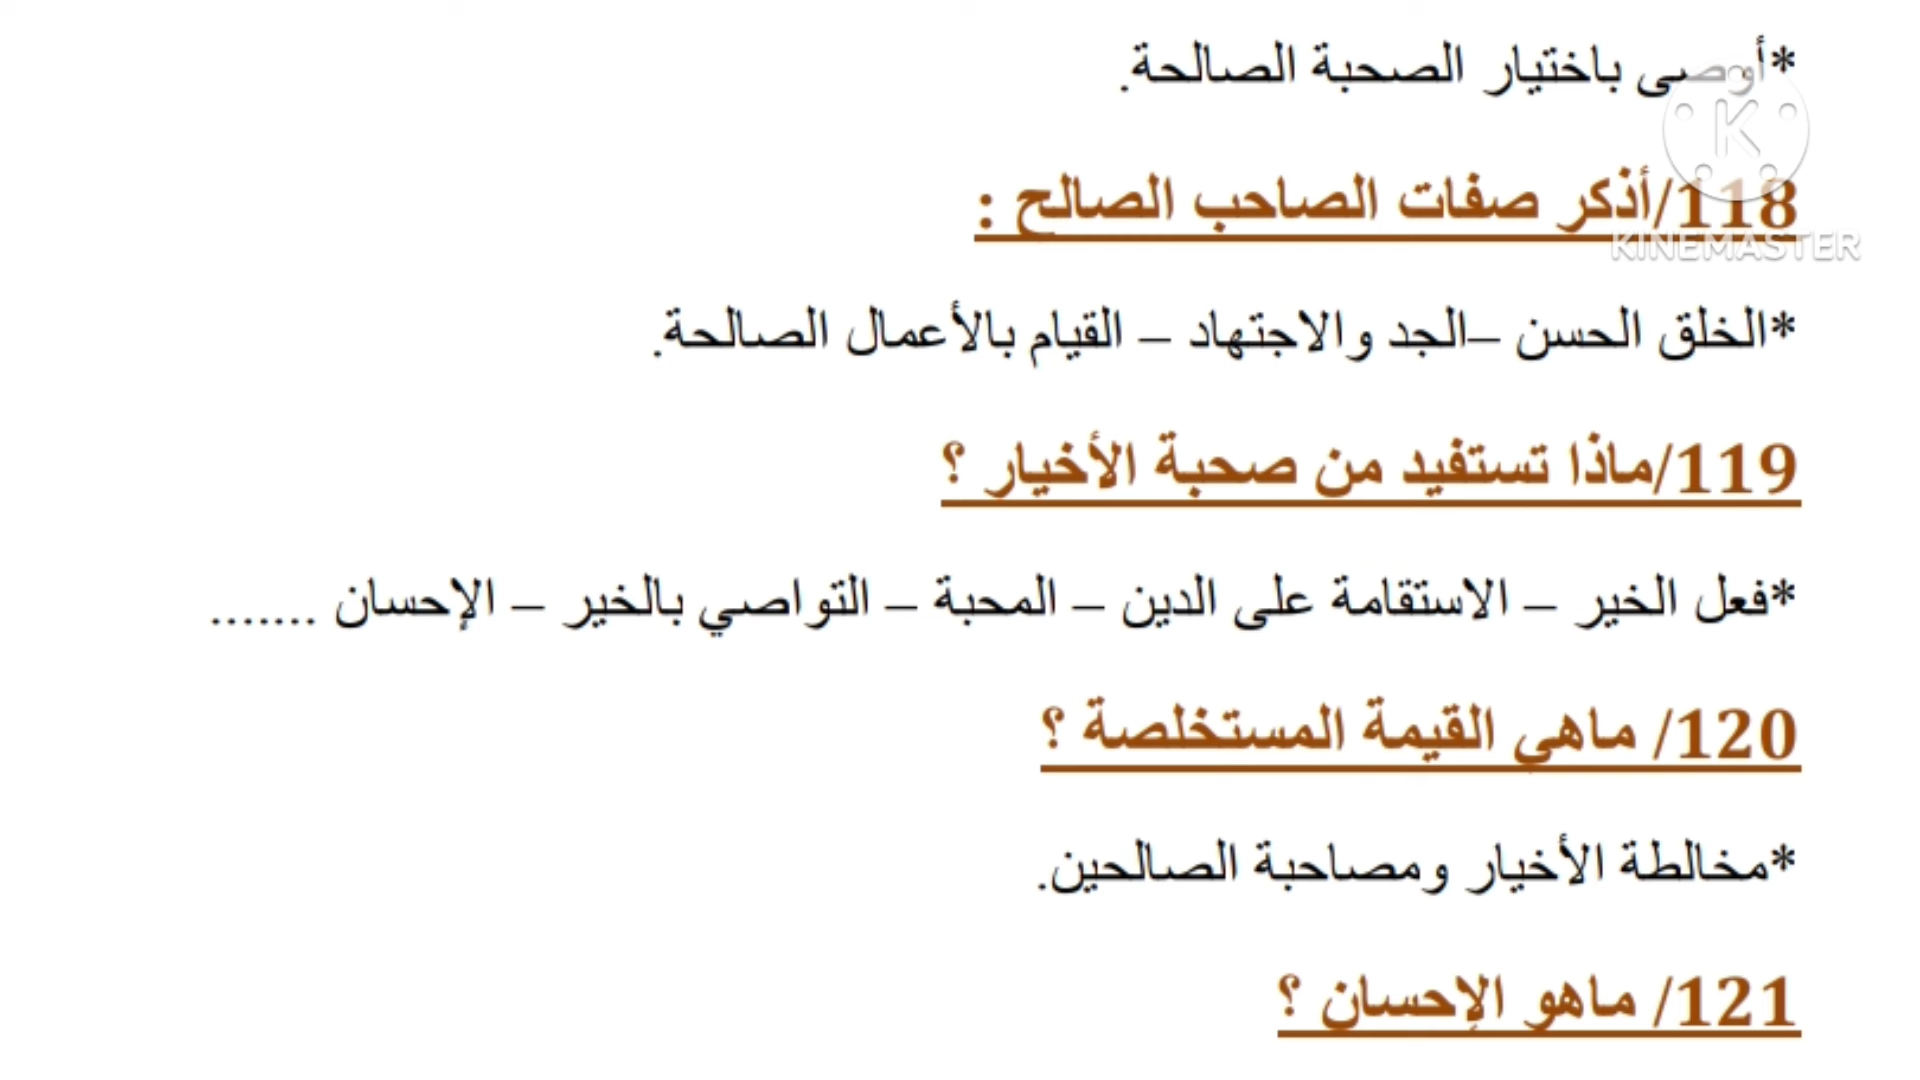 *أوصى باختيار الصحبة الصالحة.
K
118/أذكر صفات الصاحب الصالح :
KINEMASTER
*الخلق الحسن –الجد والاجتهاد – القيام بالأعمال الصالحة.
119/ماذا تستفيد من صحبة الأخيار ؟
*فعل الخير – الاستقامة على الدين – المحبة – التواصي بالخير – الإحسان .......
120/ ماهي القيمة المستخلصة ؟
*مخالطة الأخيار ومصاحبة الصالحين.
121/ ماهو الإحسان ؟